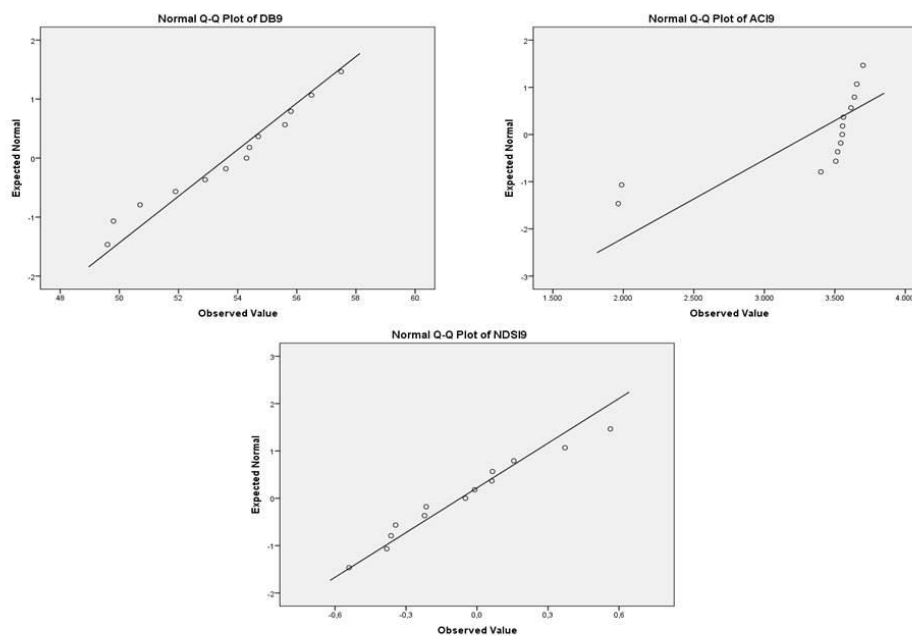 Normal Q-Q Plot of DB9
Expected Normal
2
1
0
-1
-2
48 50 52 54 56 58 60
Observed Value
Normal Q-Q Plot of ACI9
Expected Normal
2
1
0
-1
-2
-3
1.500 2.000 2.500 3.000 3.500 4.000
Observed Value
Normal Q-Q Plot of NDSI9
Expected Normal
3
2
1
0
-1
-2
-0,6 -0,3 0,0 0,3 0,6
Observed Value